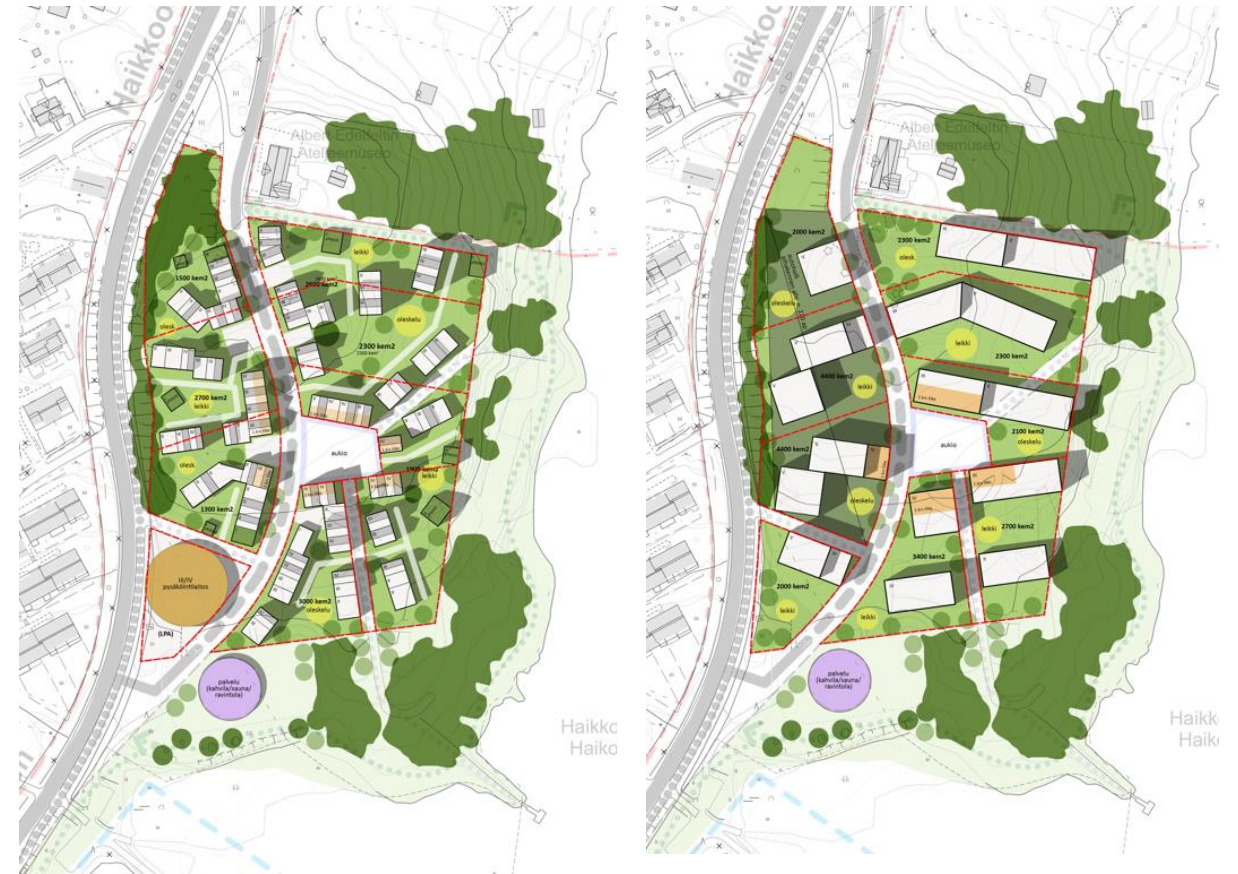 Haikkoo
Albert Edelfeltin
Ateljeemuseo
1500 kem2
olesk.
leikki
2600 kem2
oleskelu
2300 kem2
2700 kem2
leikki
olesk.
1300 kem2
aukio
1900 kem2
leikki
3000 kem2
oleskelu
III/IV
pysäköintilaitos
(LPA)
palvelu
(kahvila/sauna/
ravintola)
Haikko
Haiko
Haikkoo
Albert Edelfeltin
Ateljeemuseo
2000 kem2
oleskelu
2300 kem2
olesk.
leikki
2300 kem2
4400 kem2
leikki
2100 kem2
oleskelu
aukio
4400 kem2
oleskelu
leikki
2700 kem2
3400 kem2
2000 kem2
leikki
leikki
palvelu
(kahvila/sauna/
ravintola)
Haikk
Haik